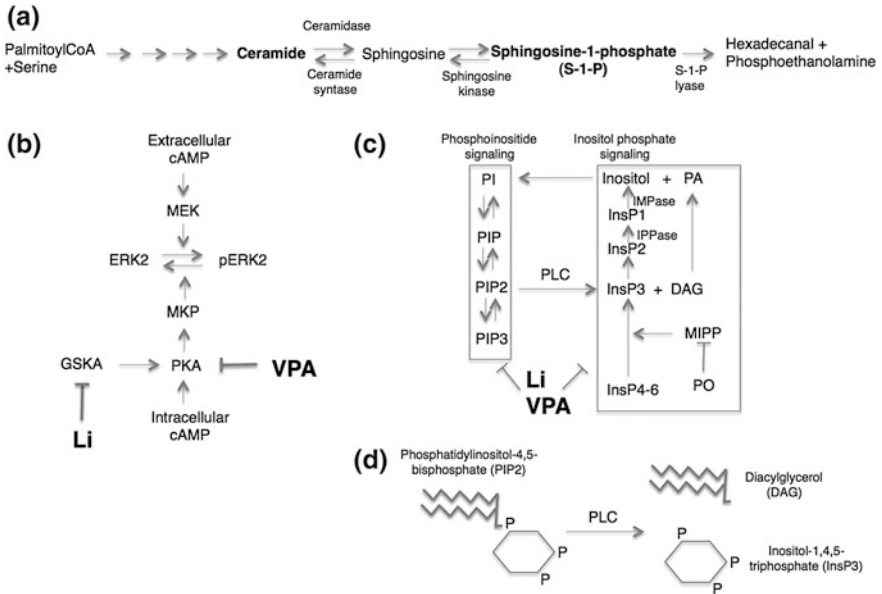 (a)
PalmitoylCoA
+Serine
Ceramide
Ceramidase
Ceramide
syntase
Sphingosine
Sphingosine
kinase
Sphingosine-1-phosphate
(S-1-P)
S-1-P
lyase
Hexadecanal +
Phosphoethanolamine
(b)
Extracellular
cAMP
MEK
ERK2 pERK2
MKP
GSKA PKA VPA
Li
Intracellular
cAMP
(c)
Phosphoinositide
signaling
PI
PIP
PIP2
PIP3
PLC
Inositol phosphate
signaling
Inositol + PA
IMPase
InsP1
IPPase
InsP2
InsP3 + DAG
MIPP
InsP4-6 PO
Li
VPA
(d)
Phosphatidylinositol-4,5-
bisphosphate (PIP2)
P
P
P
PLC
Diacylglycerol
(DAG)
P
P
P
Inositol-1,4,5-
triphosphate (InsP3)